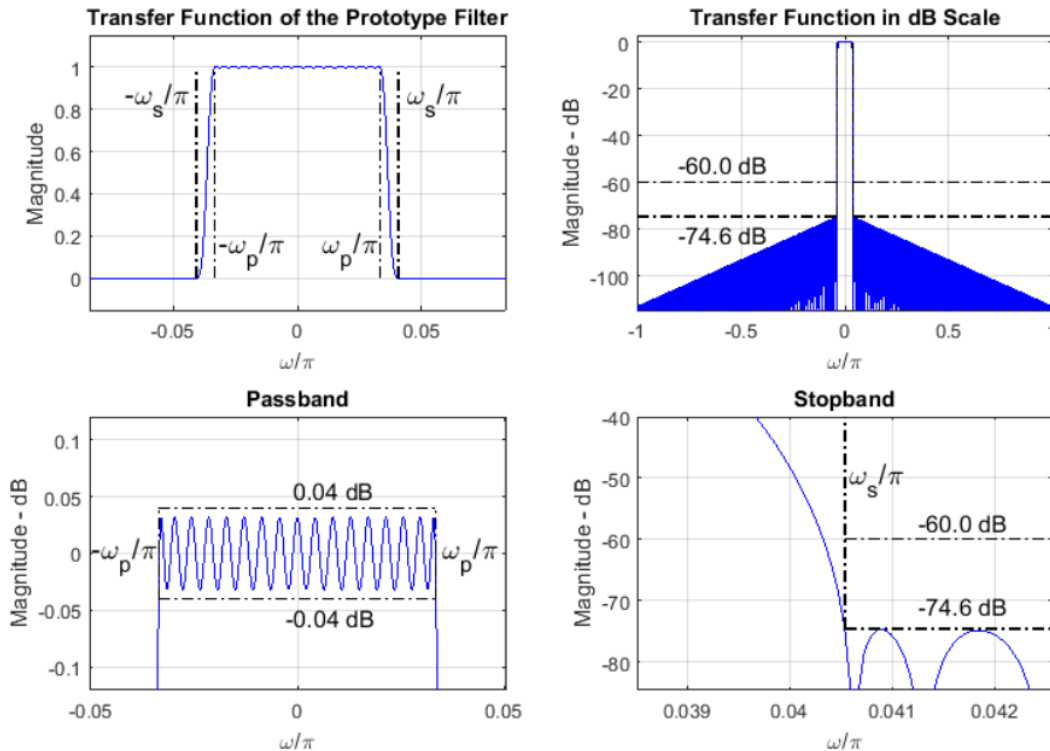 Transfer Function of the Prototype Filter
1
0.8
0.6
0.4
0.2
0
Magnitude
-ωs/π
ωs/π
-ωp/π
ωp/π
-0.05
0
0.05
ω/π
Transfer Function in dB Scale
0
-20
-40
-60
-80
-100
Magnitude - dB
-60.0 dB
-74.6 dB
-1
-0.5
0
0.5
1
ω/π
Passband
0.1
0.05
0
-0.05
-0.1
Magnitude - dB
0.04 dB
-ωp/π
ωp/π
-0.04 dB
-0.05
0
0.05
ω/π
Stopband
-40
-50
-60
-70
-80
Magnitude - dB
ωs/π
-60.0 dB
-74.6 dB
0.039
0.04
0.041
0.042
ω/π